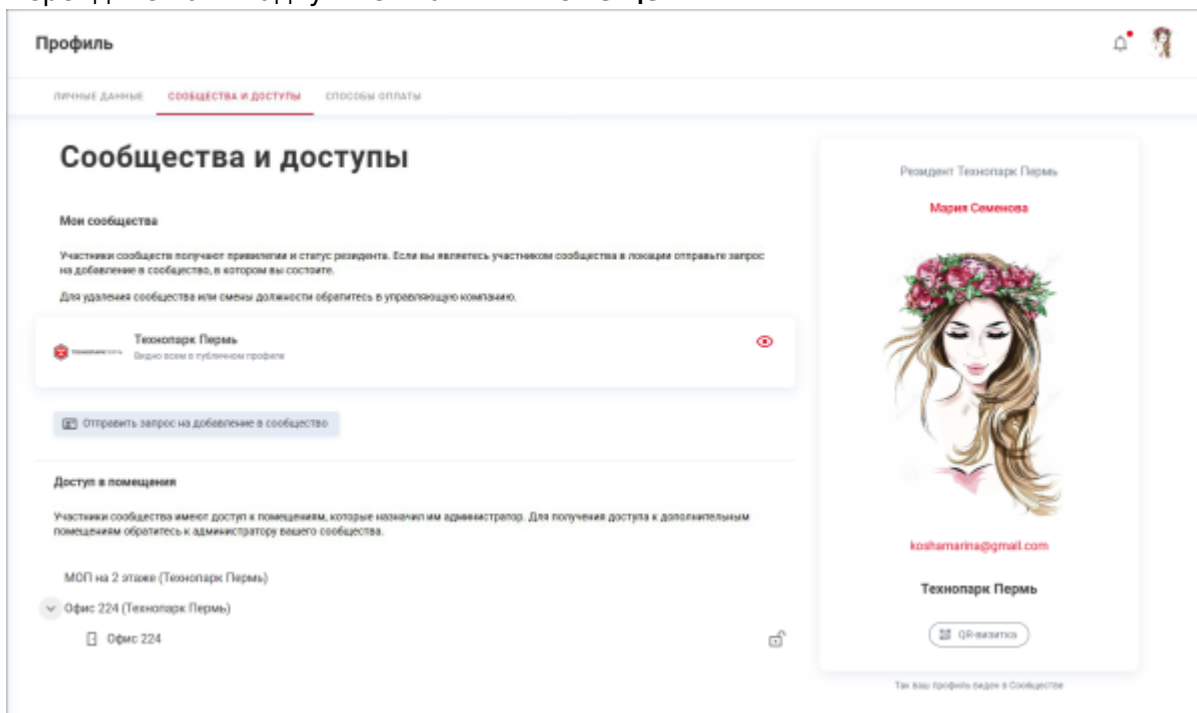 Профиль
ЛИЧНЫЕ ДАННЫЕ СООБЩЕСТВА И ДОСТУПЫ СПОСОБЫ ОПЛАТЫ
Сообщества и доступы
Мои сообщества
Участники сообществ получают привилегии и статус резидента. Если вы являетесь участником сообщества в локации отправьте запрос
на добавление в сообщество, в котором вы состоите.
Для удаления сообщества или смены должности обратитесь в управляющую компанию.
Технопарк Пермь
Видно всем в публичном профиле
Отправить запрос на добавление в сообщество
Доступ в помещения
Участники сообщества имеют доступ к помещениям, которые назначил им администратор. Для получения доступа к дополнительным
помещениям обратитесь к администратору вашего сообщества.
МОП на 2 этаже (Технопарк Пермь)
Офис 224 (Технопарк Пермь)
Офис 224
Резидент Технопарк Пермь
Мария Семенова
koshamarina@gmail.com
Технопарк Пермь
QR-визитка
Так ваш профиль виден в Сообществе